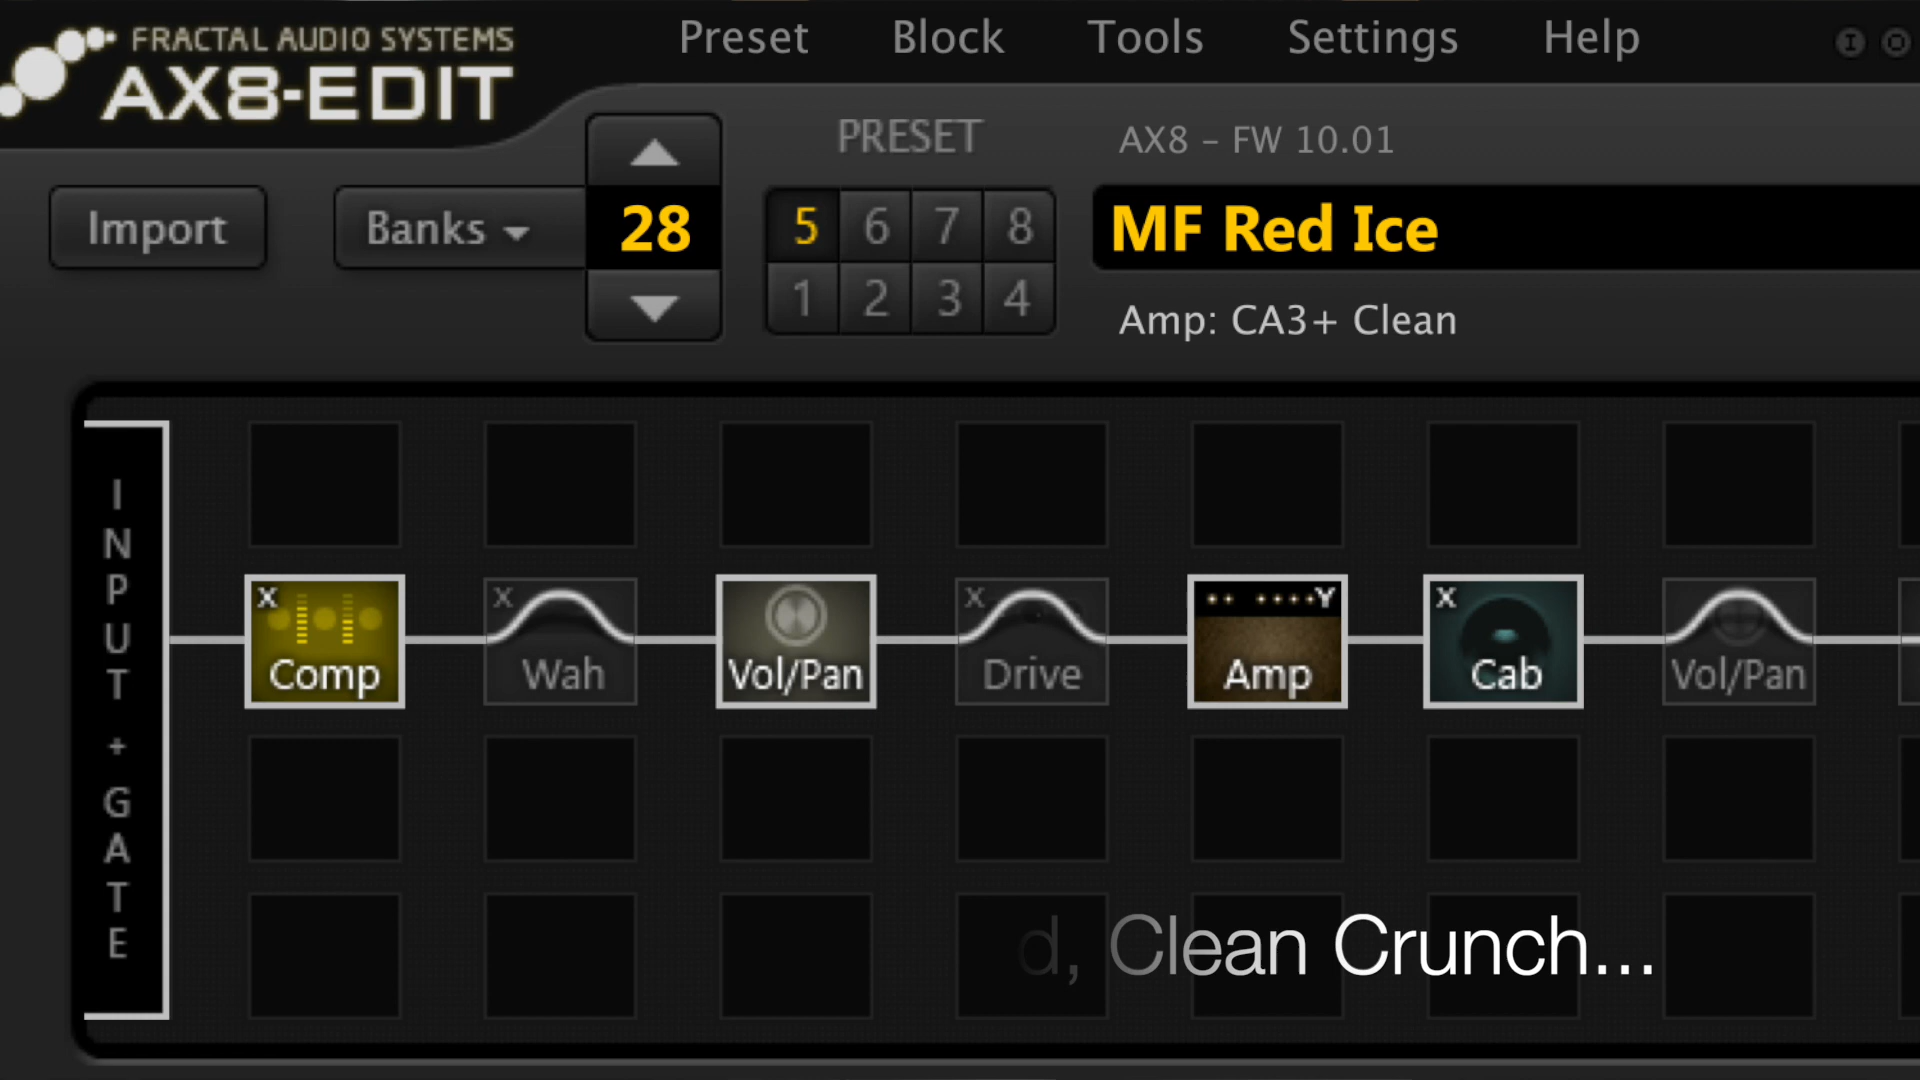 FRACTAL AUDIO SYSTEMS
AX8-EDIT
Preset Block Tools Settings Help
I O
PRESET
AX8 – FW 10.01
Import
Banks
28
5 6 7 8
1 2 3 4
MF Red Ice
Amp: CA3+ Clean
INPUT + GATE
X Comp
X Wah
Vol/Pan
X Drive
Y Amp
X Cab
Vol/Pan
d, Clean Crunch...